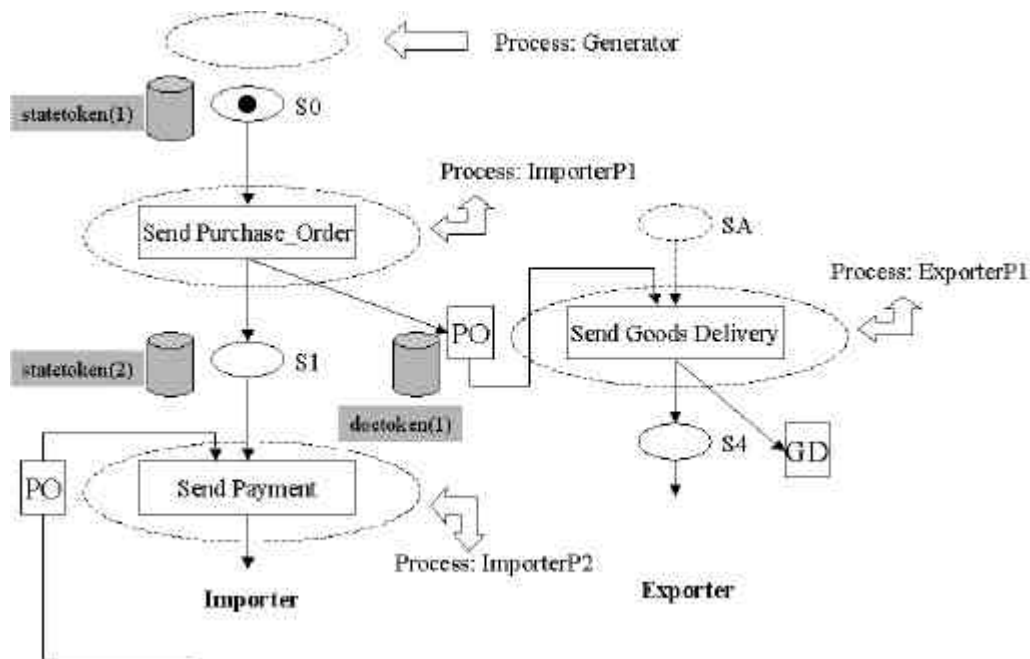 Process: Generator
statetoken(1)
S0
Process: ImporterP1
Send Purchase_Order
SA
Process: ExporterP1
PO
Send Goods Delivery
statetoken(2)
S1
doctoken(1)
S4
GD
PO
Send Payment
Process: ImporterP2
Importer
Exporter